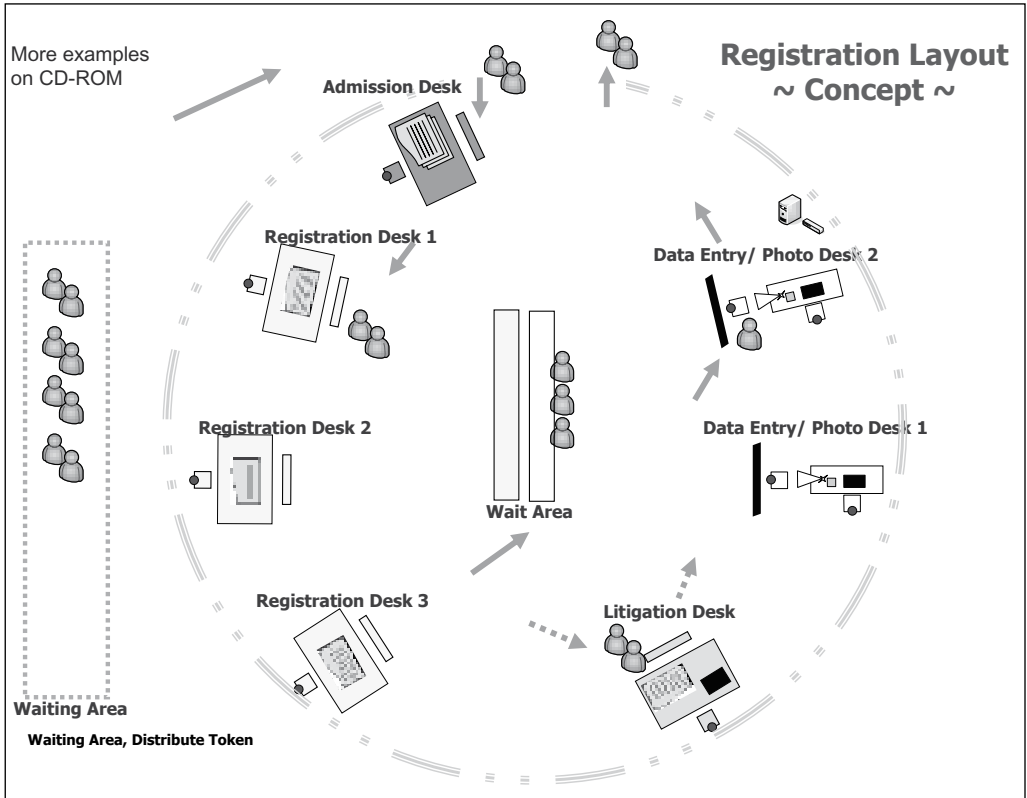 More examples
on CD-ROM
Registration Layout
~ Concept ~
Admission Desk
Registration Desk 1
Data Entry/ Photo Desk 2
Registration Desk 2
Data Entry/ Photo Desk 1
Wait Area
Registration Desk 3
Litigation Desk
Waiting Area
Waiting Area, Distribute Token